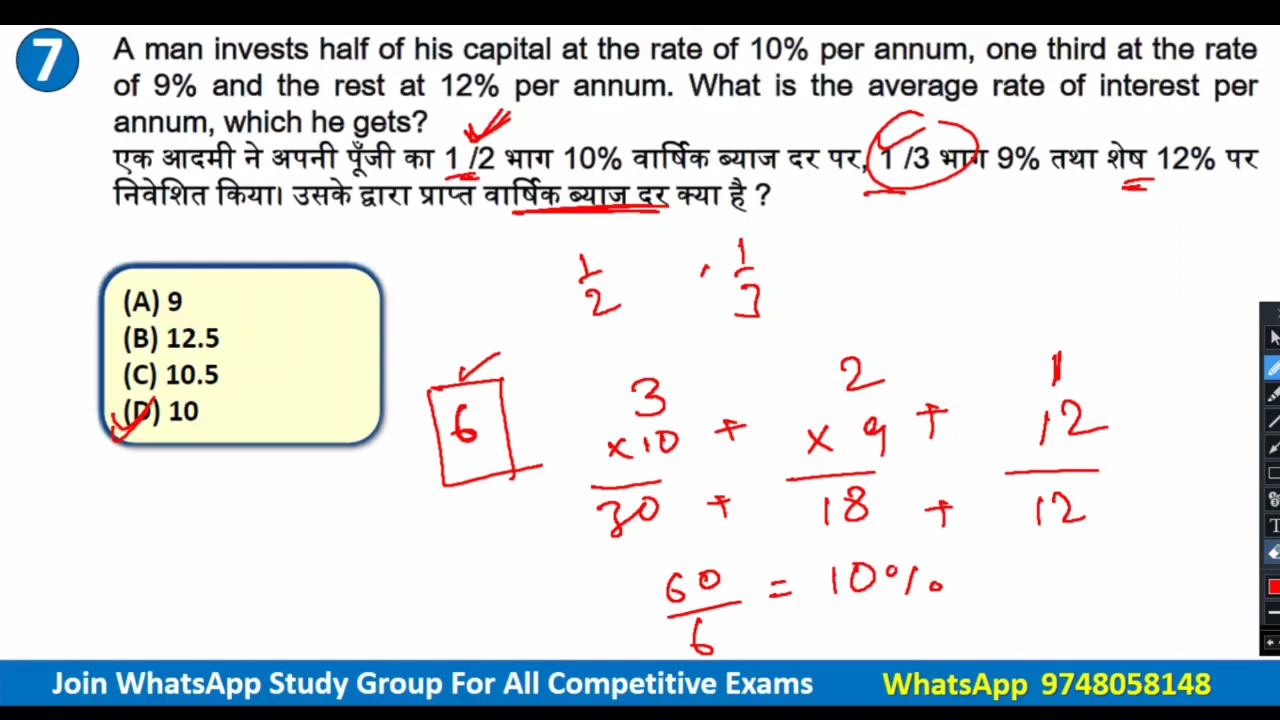 7
A man invests half of his capital at the rate of 10% per annum, one third at the rate
of 9% and the rest at 12% per annum. What is the average rate of interest per
annum, which he gets?
एक आदमी ने अपनी पूँजी का 1 /2 भाग 10% वार्षिक ब्याज दर पर, 1 /3 भाग 9% तथा शेष 12% पर
निवेशित किया। उसके द्वारा प्राप्त वार्षिक ब्याज दर क्या है ?
(A) 9
(B) 12.5
(C) 10.5
(D) 10
1/2 , 1/3
6
3 2 1
×10 + × 9 + 12
30 + 18 + 12
60/6 = 10%
Join WhatsApp Study Group For All Competitive Exams WhatsApp 9748058148